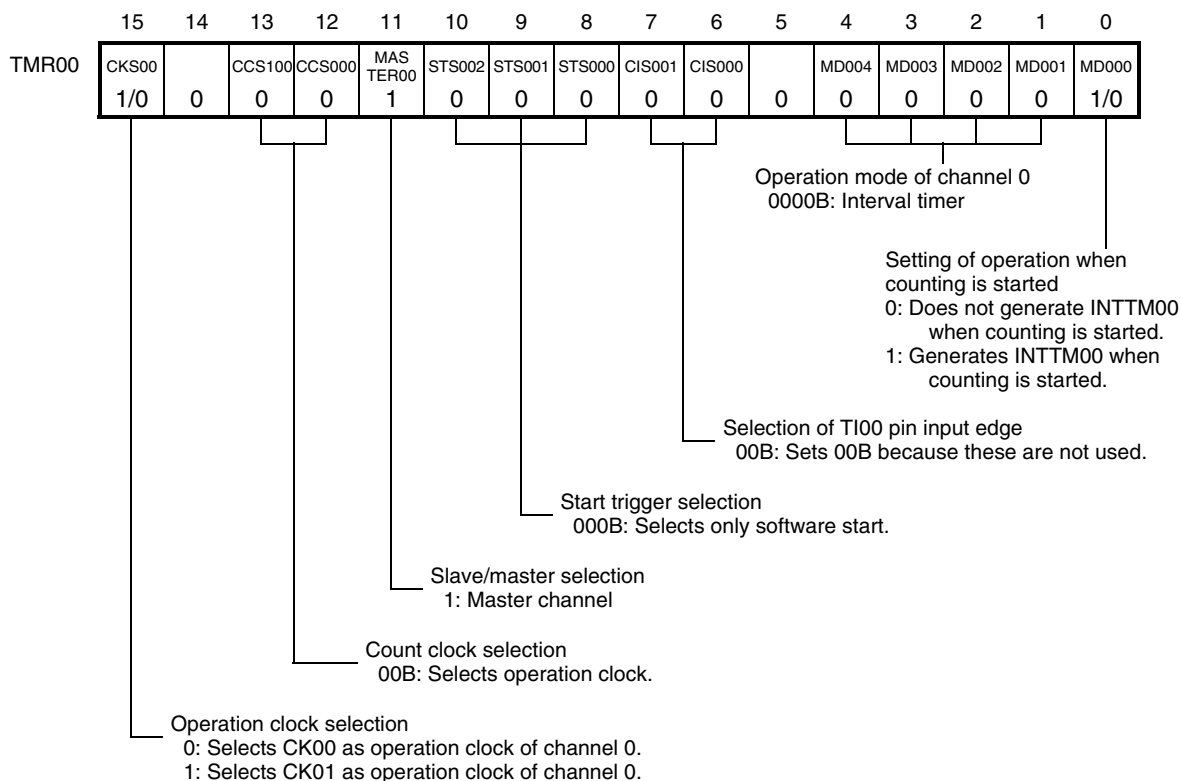 15 14 13 12 11 10 9 8 7 6 5 4 3 2 1 0
TMR00 CKS00 CCS100 CCS000 MAS TER00 STS002 STS001 STS000 CIS001 CIS000 MD004 MD003 MD002 MD001 MD000
1/0 0 0 0 1 0 0 0 0 0 0 0 0 0 0 1/0
Operation mode of channel 0
0000B: Interval timer
Setting of operation when
counting is started
0: Does not generate INTTM00
when counting is started.
1: Generates INTTM00 when
counting is started.
Selection of TI00 pin input edge
00B: Sets 00B because these are not used.
Start trigger selection
000B: Selects only software start.
Slave/master selection
1: Master channel
Count clock selection
00B: Selects operation clock.
Operation clock selection
0: Selects CK00 as operation clock of channel 0.
1: Selects CK01 as operation clock of channel 0.